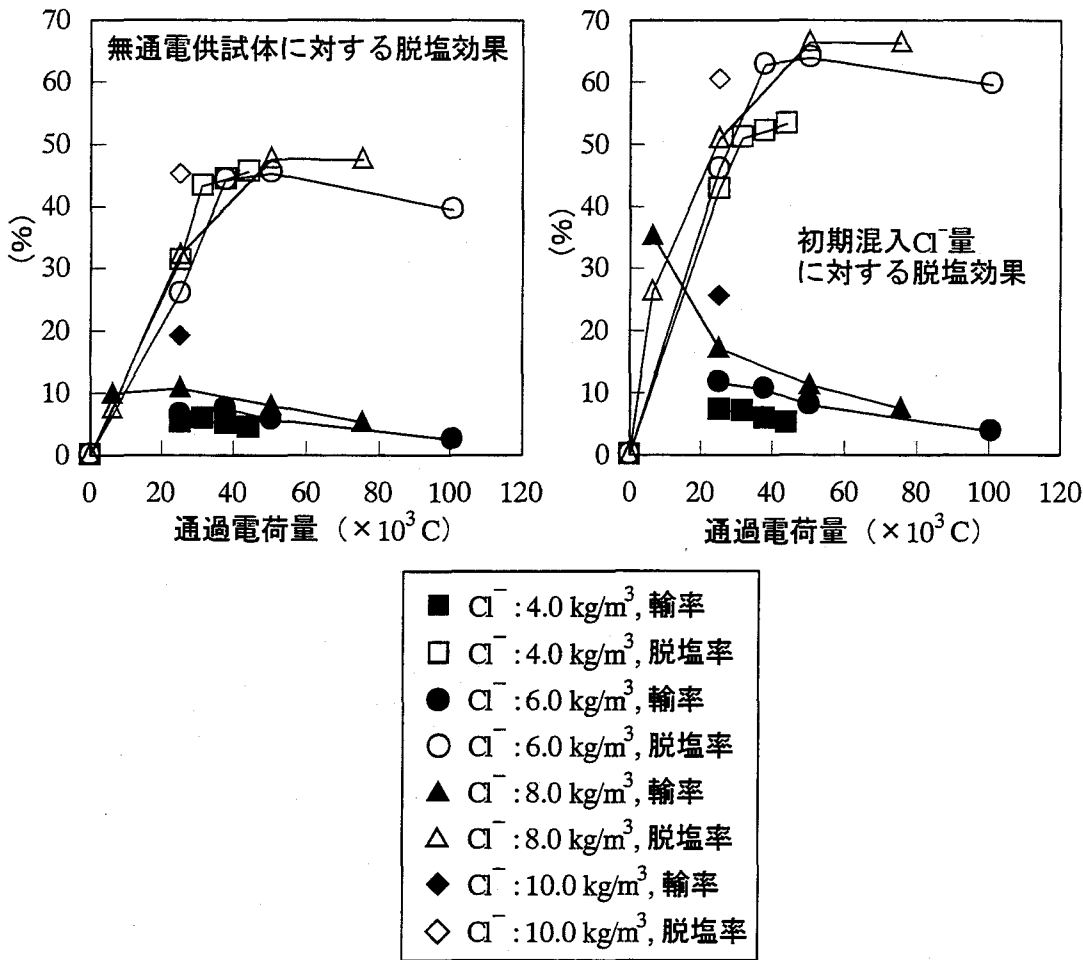 無通電供試体に対する脱塩効果
(%)
70
60
50
40
30
20
10
0
0 20 40 60 80 100 120
通過電荷量 (×10³ C)
初期混入Cl⁻量
に対する脱塩効果
(%)
70
60
50
40
30
20
10
0
0 20 40 60 80 100 120
通過電荷量 (×10³ C)
Cl⁻ : 4.0 kg/m³, 輸率
Cl⁻ : 4.0 kg/m³, 脱塩率
Cl⁻ : 6.0 kg/m³, 輸率
Cl⁻ : 6.0 kg/m³, 脱塩率
Cl⁻ : 8.0 kg/m³, 輸率
Cl⁻ : 8.0 kg/m³, 脱塩率
Cl⁻ : 10.0 kg/m³, 輸率
Cl⁻ : 10.0 kg/m³, 脱塩率